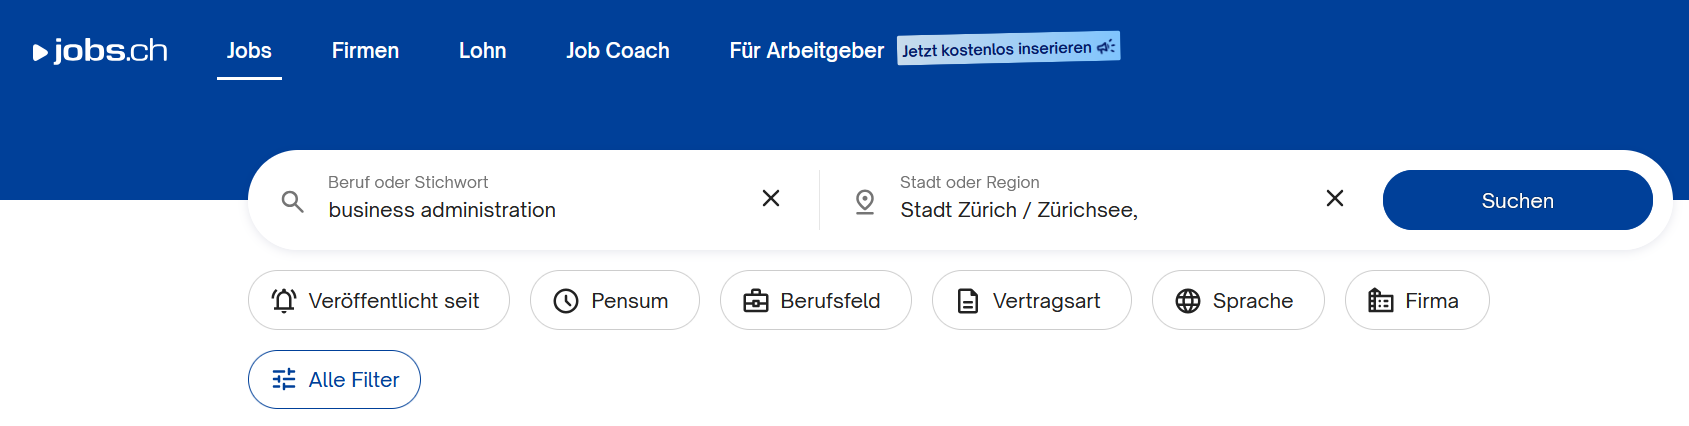 jobs.ch
Jobs
Firmen
Lohn
Job Coach
Für Arbeitgeber
Jetzt kostenlos inserieren
Beruf oder Stichwort
business administration
Stadt oder Region
Stadt Zürich / Zürichsee,
Suchen
Veröffentlicht seit
Pensum
Berufsfeld
Vertragsart
Sprache
Firma
Alle Filter